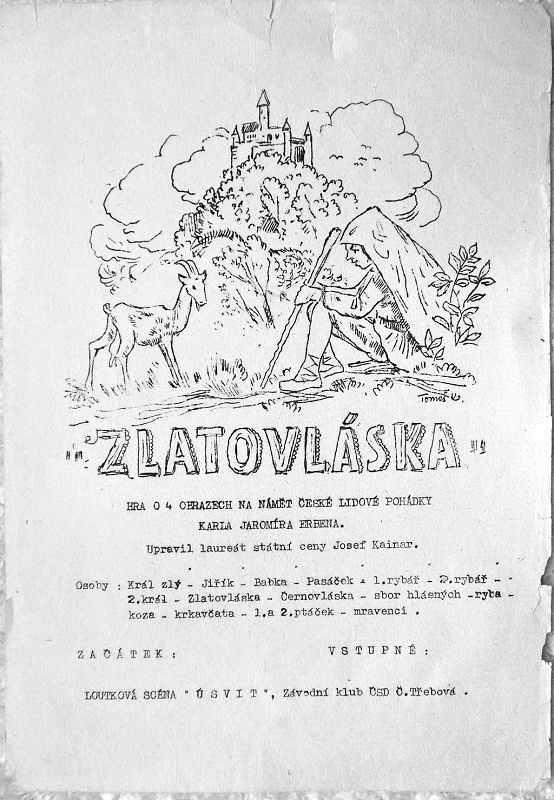 Tomeš
"ZLATOVLÁSKA"
HRA O 4 OBRAZECH NA NÁMĚT ČESKÉ LIDOVÉ POHÁDKY
KARLA JAROMÍRA ERBENA.
Upravil laureát státní ceny Josef Kainar.
Osoby : Král zlý - Jiřík - Babka - Pasáček - 1.rybář - 2.rybář -
2.král - Zlatovláska - Černovláska - sbor hlásných -ryba -
koza - krkavčata - 1.a 2.ptáček - mravenci .
ZAČÁTEK: VSTUPNÉ:
LOUTKOVÁ SCÉNA " Ú S V I T ", Závodní klub ČSD Č.Třebová .